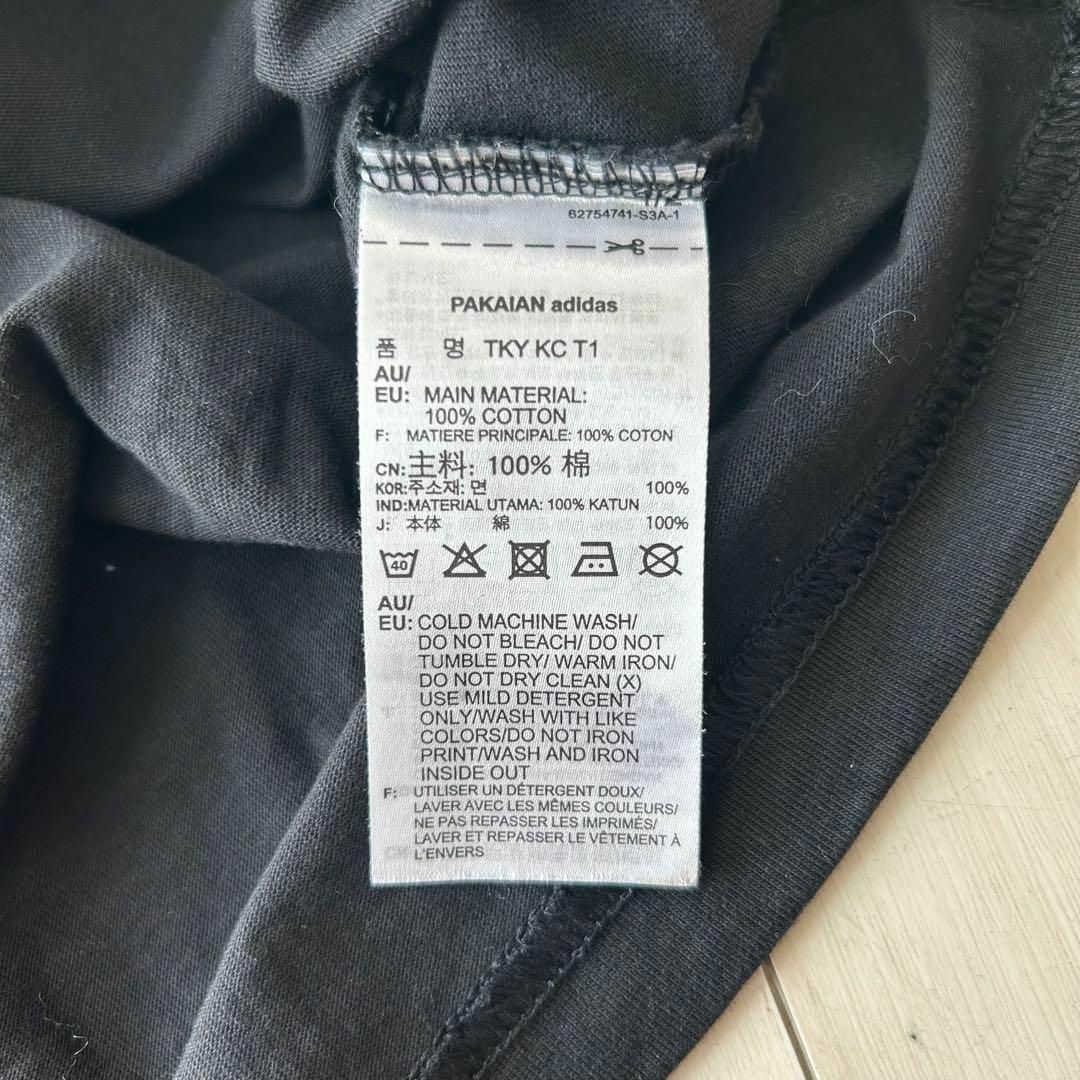 62754741-S3A-1
PAKAIAN adidas
품 명 TKY KC T1
AU/
EU: MAIN MATERIAL:
100% COTTON
F: MATIERE PRINCIPALE: 100% COTON
CN:主料: 100% 棉
KOR:주소재: 면 100%
IND:MATERIAL UTAMA: 100% KATUN
J: 本体 綿 100%
40
AU/
EU: COLD MACHINE WASH/
DO NOT BLEACH/ DO NOT
TUMBLE DRY/ WARM IRON/
DO NOT DRY CLEAN (X)
USE MILD DETERGENT
ONLY/WASH WITH LIKE
COLORS/DO NOT IRON
PRINT/WASH AND IRON
INSIDE OUT
F: UTILISER UN DÉTERGENT DOUX/
LAVER AVEC LES MÊMES COULEURS/
NE PAS REPASSER LES IMPRIMÉS/
LAVER ET REPASSER LE VÊTEMENT À
L'ENVERS